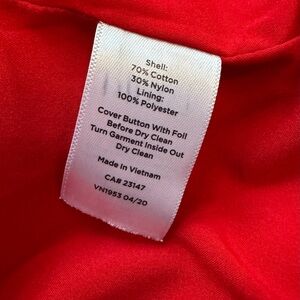 Shell:
70% Cotton
30% Nylon
Lining:
100% Polyester
Cover Button With Foil
Before Dry Clean
Turn Garment Inside Out
Dry Clean
Made in Vietnam
CA# 23147
VN1953 04/20